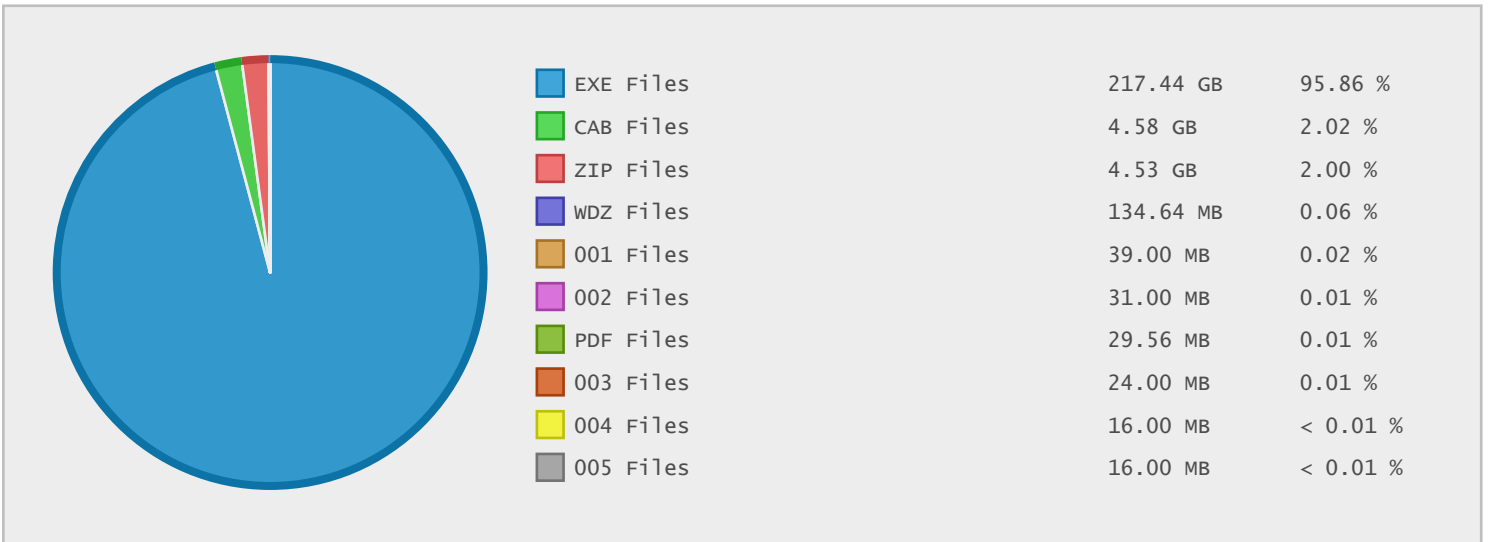 EXE Files 217.44 GB 95.86 %
CAB Files 4.58 GB 2.02 %
ZIP Files 4.53 GB 2.00 %
WDZ Files 134.64 MB 0.06 %
001 Files 39.00 MB 0.02 %
002 Files 31.00 MB 0.01 %
PDF Files 29.56 MB 0.01 %
003 Files 24.00 MB 0.01 %
004 Files 16.00 MB < 0.01 %
005 Files 16.00 MB < 0.01 %